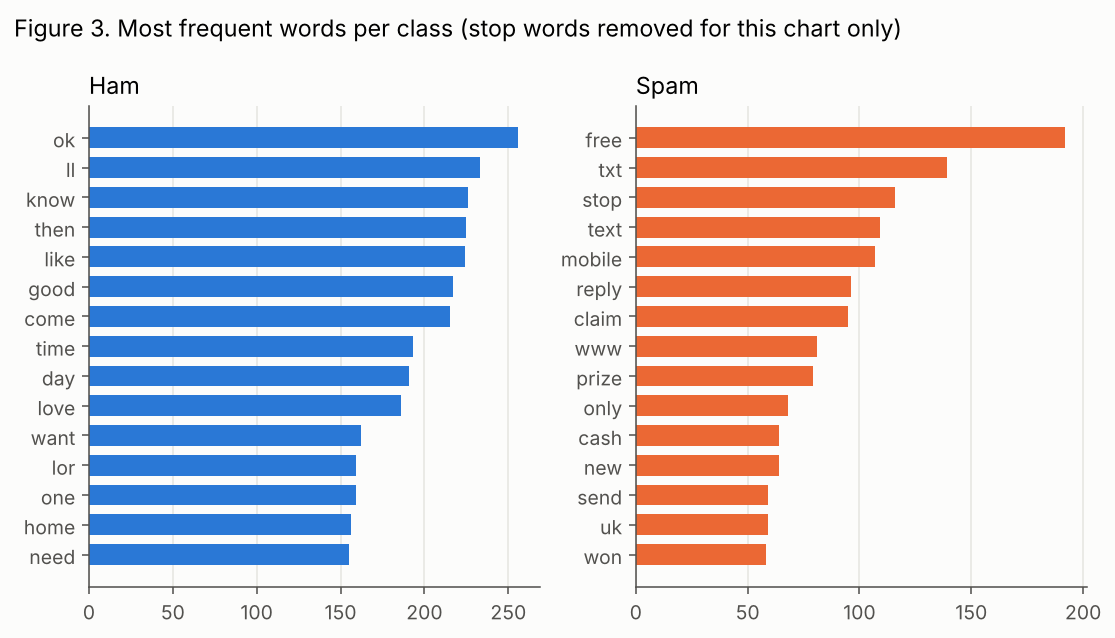 Figure 3. Most frequent words per class (stop words removed for this chart only)
Ham
ok
ll
know
then
like
good
come
time
day
love
want
lor
one
home
need
0 50 100 150 200 250
Spam
free
txt
stop
text
mobile
reply
claim
www
prize
only
cash
new
send
uk
won
0 50 100 150 200